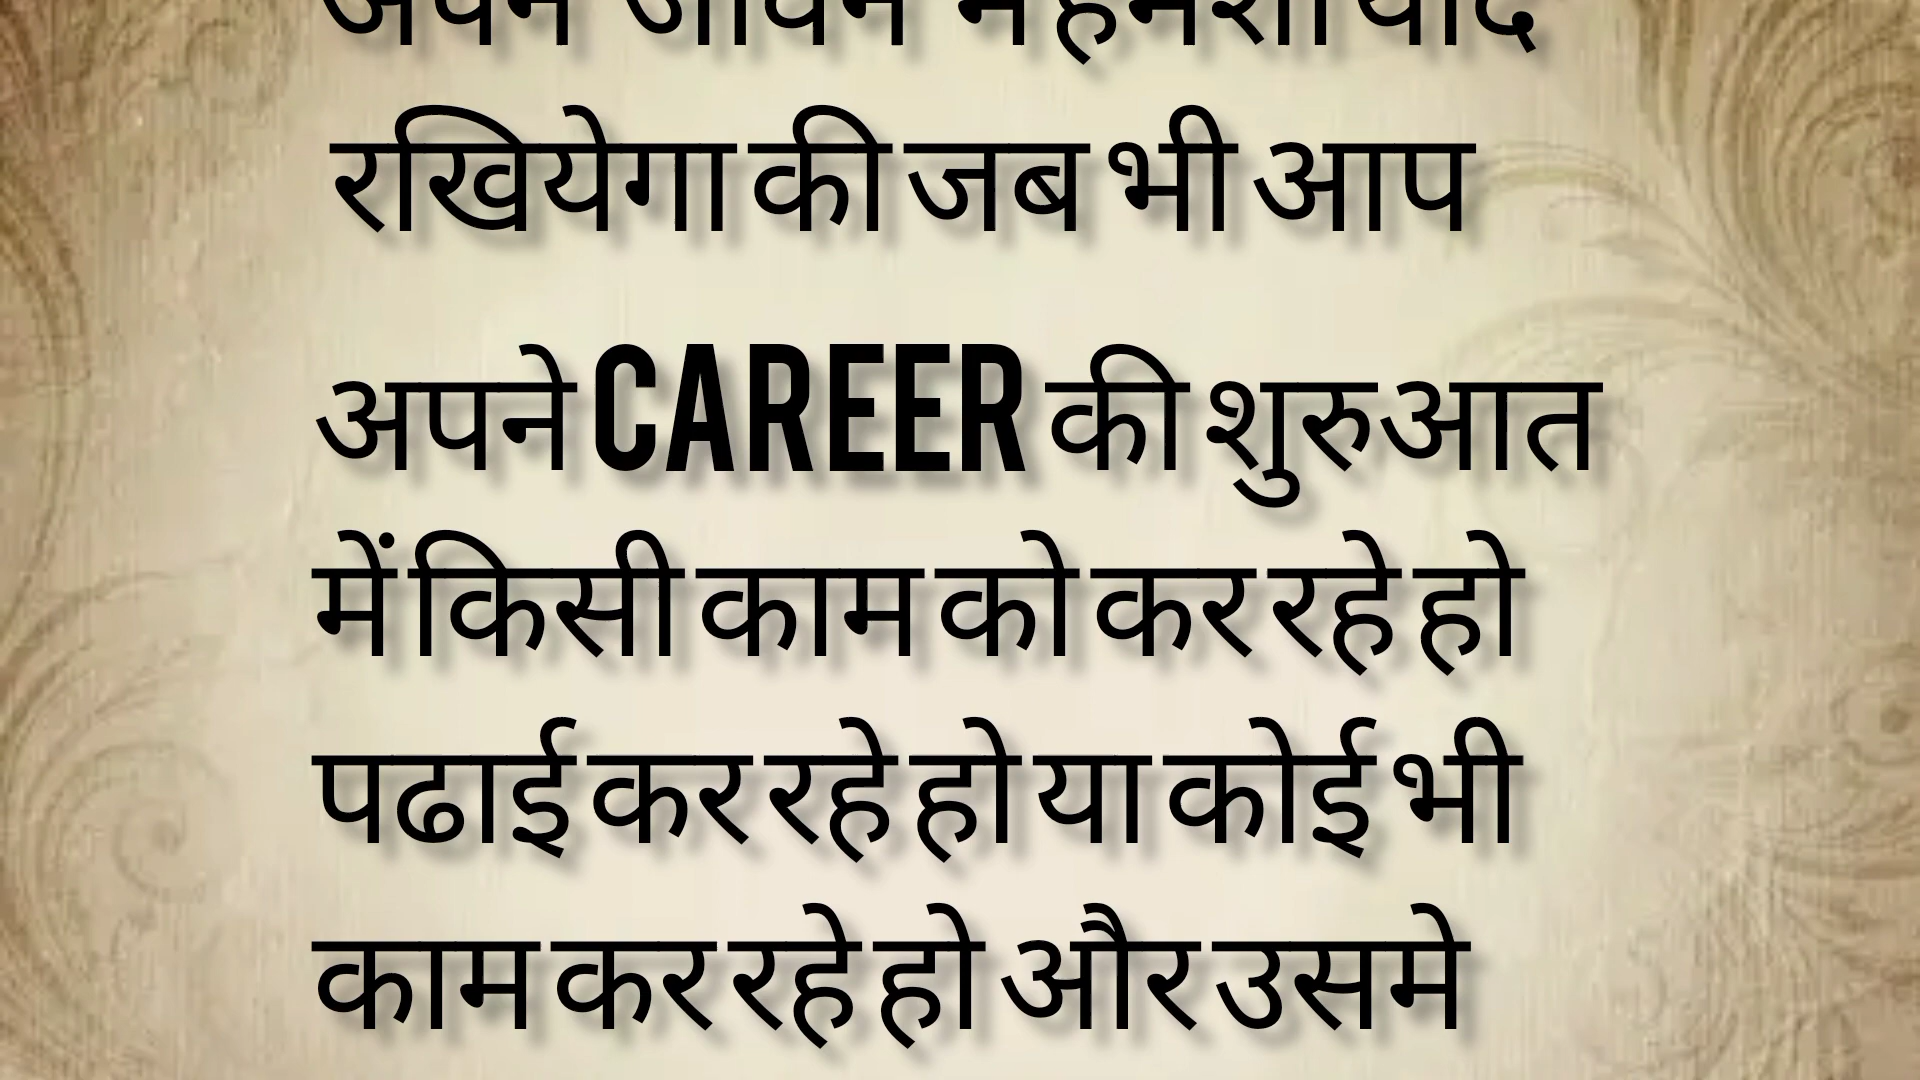 अपने जीवन में हमेशा याद
रखियेगा की जब भी आप
अपने CAREER की शुरुआत
में किसी काम को कर रहे हो
पढाई कर रहे हो या कोई भी
काम कर रहे हो और उसमे